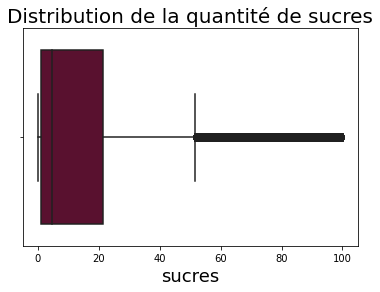 Distribution de la quantité de sucres
0 20 40 60 80 100
sucres